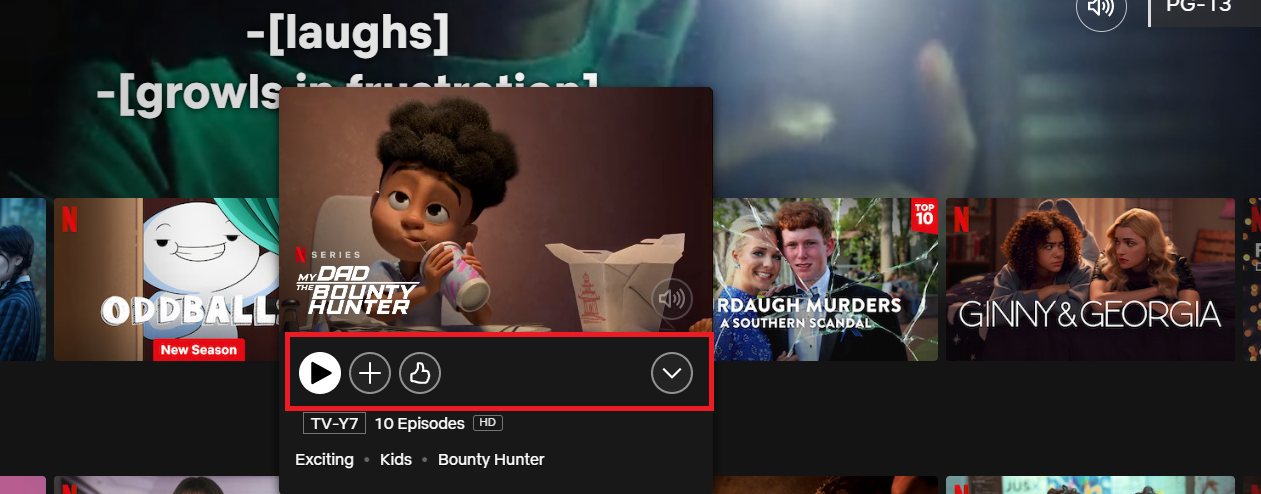 -[laughs]
-[growls in frustration]
PG-13
N SERIES
MY DAD
THE BOUNTY
HUNTER
N
ODDBALLS
New Season
TOP
10
RDAUGH MURDERS
A SOUTHERN SCANDAL
N
GINNY & GEORGIA
TV-Y7 10 Episodes HD
Exciting • Kids • Bounty Hunter